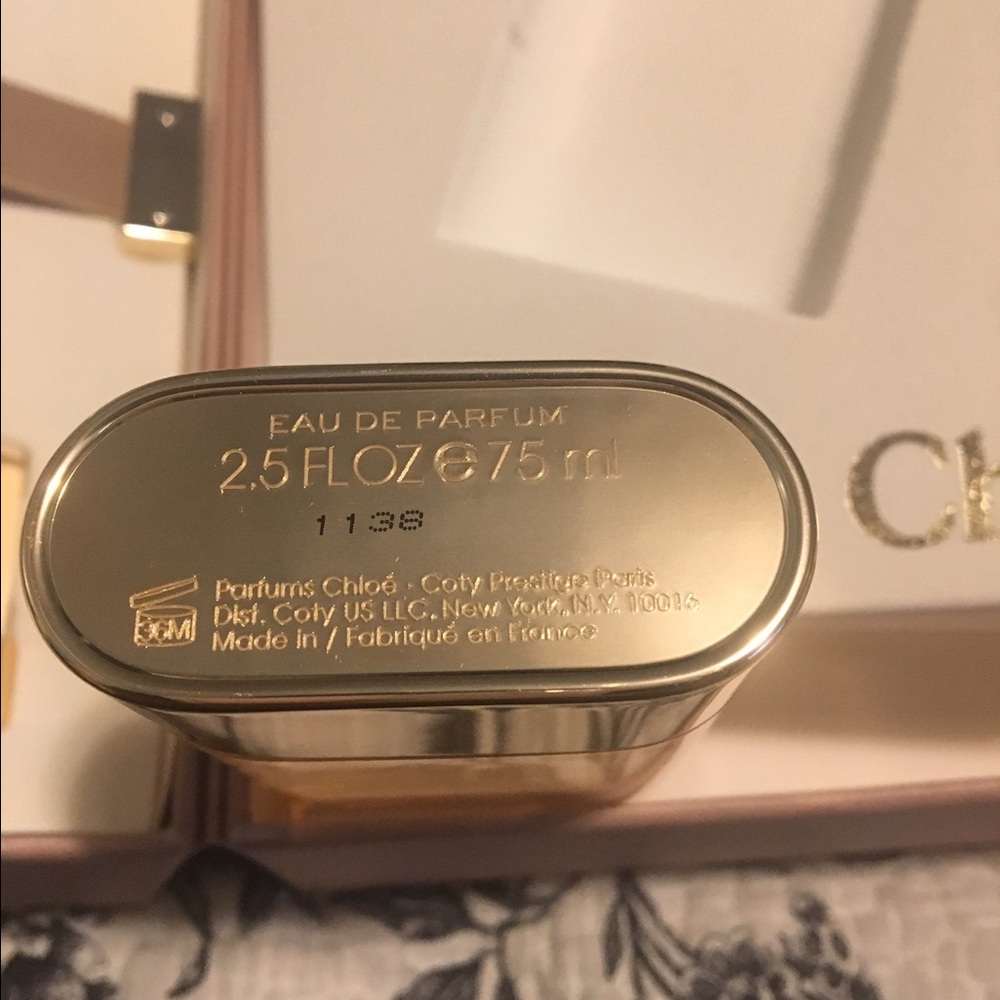 EAU DE PARFUM
2.5 FL OZ e 75 ml
1138
36M
Parfums Chloé · Coty Prestige Paris
Dist. Coty US LLC. New York, N.Y. 10016
Made in / Fabriqué en France